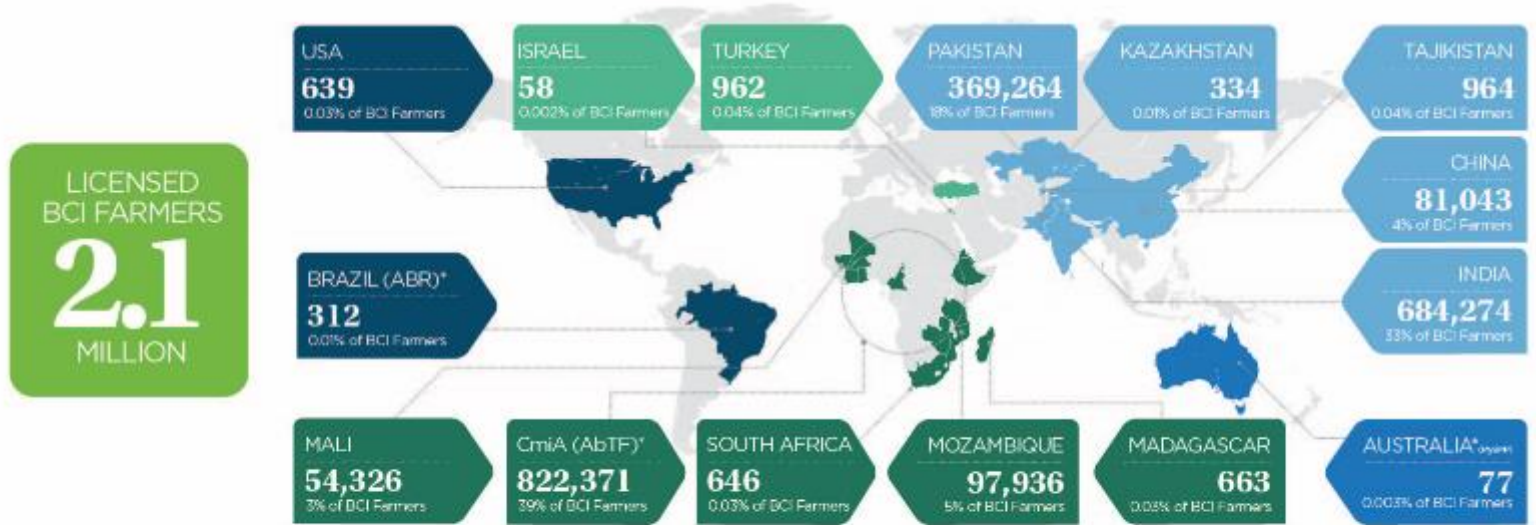 USA
639
0.03% of BCI Farmers
ISRAEL
58
0.002% of BCI Farmers
TURKEY
962
0.04% of BCI Farmers
PAKISTAN
369,264
18% of BCI Farmers
KAZAKHSTAN
334
0.01% of BCI Farmers
TAJIKISTAN
964
0.04% of BCI Farmers
LICENSED
BCI FARMERS
2.1
MILLION
CHINA
81,043
4% of BCI Farmers
BRAZIL (ABR)*
312
0.01% of BCI Farmers
INDIA
684,274
33% of BCI Farmers
MALI
54,326
3% of BCI Farmers
CmiA (AbTF)*
822,371
39% of BCI Farmers
SOUTH AFRICA
646
0.03% of BCI Farmers
MOZAMBIQUE
97,936
5% of BCI Farmers
MADAGASCAR
663
0.03% of BCI Farmers
AUSTRALIA*
77
0.003% of BCI Farmers